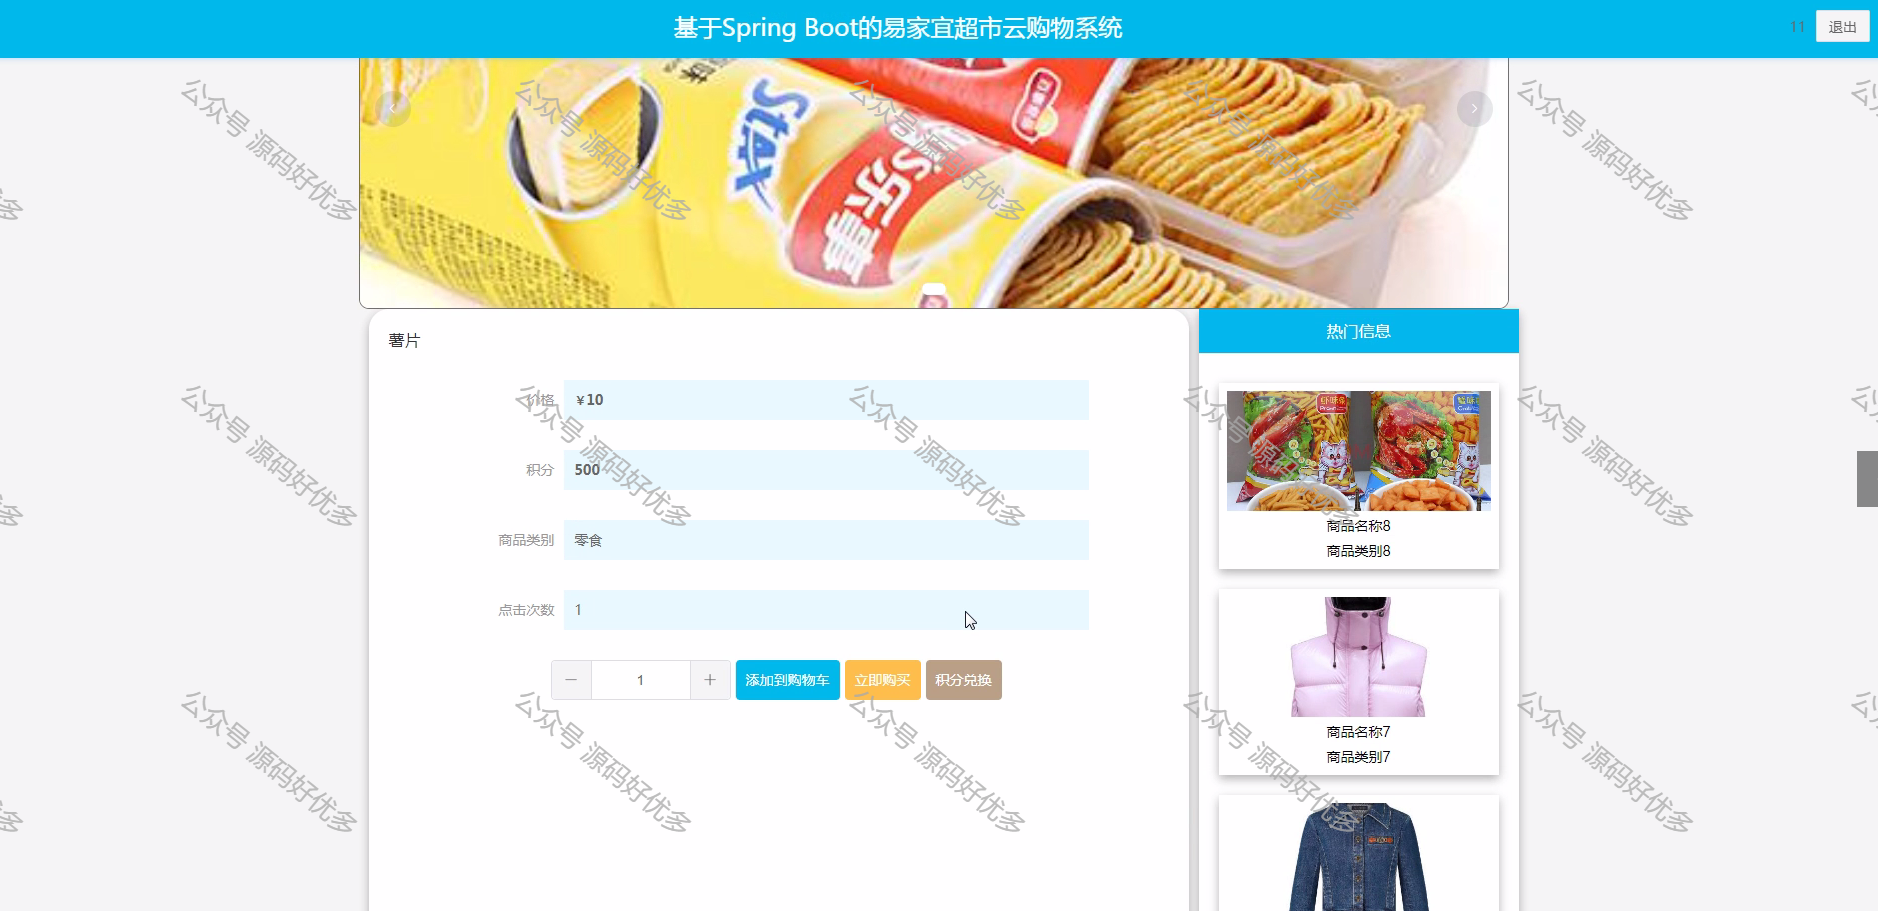 基于Spring Boot的易家宜超市云购物系统
11
退出
Stax
乐事
薯片
价格
￥10
积分
500
商品类别
零食
点击次数
1
1
添加到购物车
立即购买
积分兑换
热门信息
商品名称8
商品类别8
商品名称7
商品类别7
公众号 源码好优多